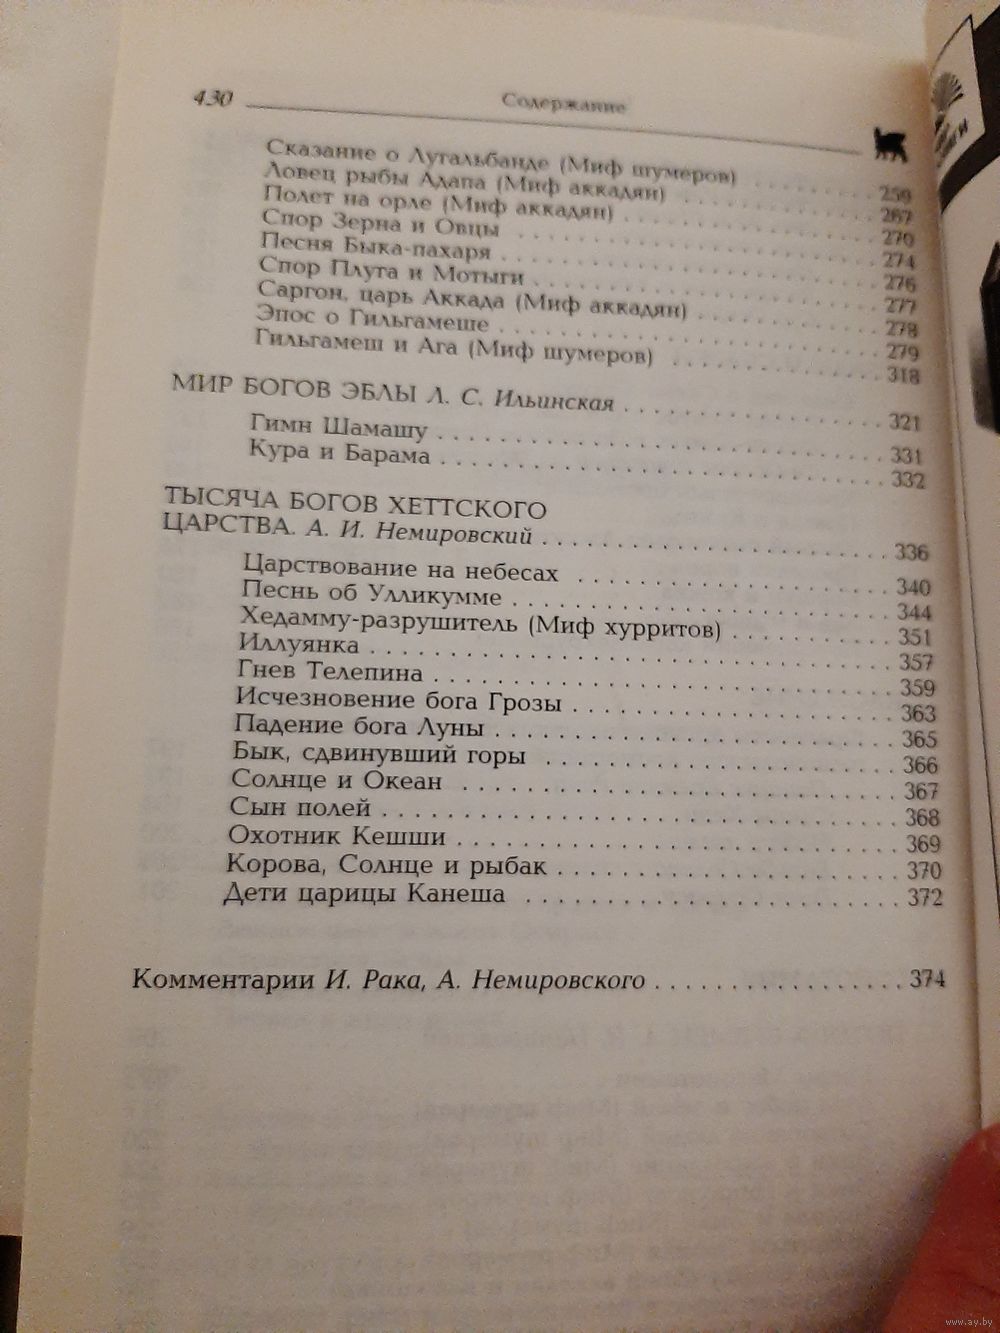 430 Содержание
Сказание о Лугальбанде (Миф шумеров) . . . . . . . . 259
Ловец рыбы Адапа (Миф аккадян) . . . . . . . . . . . . 267
Полет на орле (Миф аккадян) . . . . . . . . . . . . . . . 270
Спор Зерна и Овцы . . . . . . . . . . . . . . . . . . . . . . 274
Песня Быка-пахаря . . . . . . . . . . . . . . . . . . . . . . 276
Спор Плуга и Мотыги . . . . . . . . . . . . . . . . . . . . 277
Саргон, царь Аккада (Миф аккадян) . . . . . . . . . . . 278
Эпос о Гильгамеше . . . . . . . . . . . . . . . . . . . . . . 279
Гильгамеш и Ага (Миф шумеров) . . . . . . . . . . . . 318
МИР БОГОВ ЭБЛЫ Л. С. Ильинская . . . . . . . . . . . . 321
Гимн Шамашу . . . . . . . . . . . . . . . . . . . . . . . . . 331
Кура и Барама . . . . . . . . . . . . . . . . . . . . . . . . . 332
ТЫСЯЧА БОГОВ ХЕТТСКОГО
ЦАРСТВА. А. И. Немировский . . . . . . . . . . . . . . . . 336
Царствование на небесах . . . . . . . . . . . . . . . . . . 340
Песнь об Улликумме . . . . . . . . . . . . . . . . . . . . . 344
Хедамму-разрушитель (Миф хурритов) . . . . . . . . . 351
Иллуянка . . . . . . . . . . . . . . . . . . . . . . . . . . . . 357
Гнев Телепина . . . . . . . . . . . . . . . . . . . . . . . . . 359
Исчезновение бога Грозы . . . . . . . . . . . . . . . . . . 363
Падение бога Луны . . . . . . . . . . . . . . . . . . . . . . 365
Бык, сдвинувший горы . . . . . . . . . . . . . . . . . . . . 366
Солнце и Океан . . . . . . . . . . . . . . . . . . . . . . . . 367
Сын полей . . . . . . . . . . . . . . . . . . . . . . . . . . . 368
Охотник Кешши . . . . . . . . . . . . . . . . . . . . . . . . 369
Корова, Солнце и рыбак . . . . . . . . . . . . . . . . . . . 370
Дети царицы Канеша . . . . . . . . . . . . . . . . . . . . . 372
Комментарии И. Рака, А. Немировского . . . . . . . . . . 374
www.ay.by